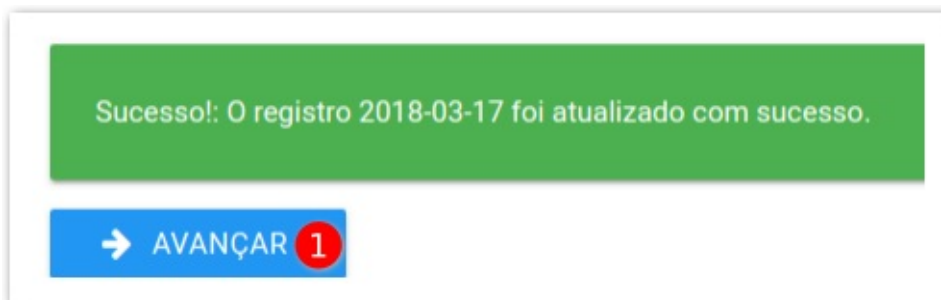 Sucesso!: O registro 2018-03-17 foi atualizado com sucesso.
AVANÇAR 1